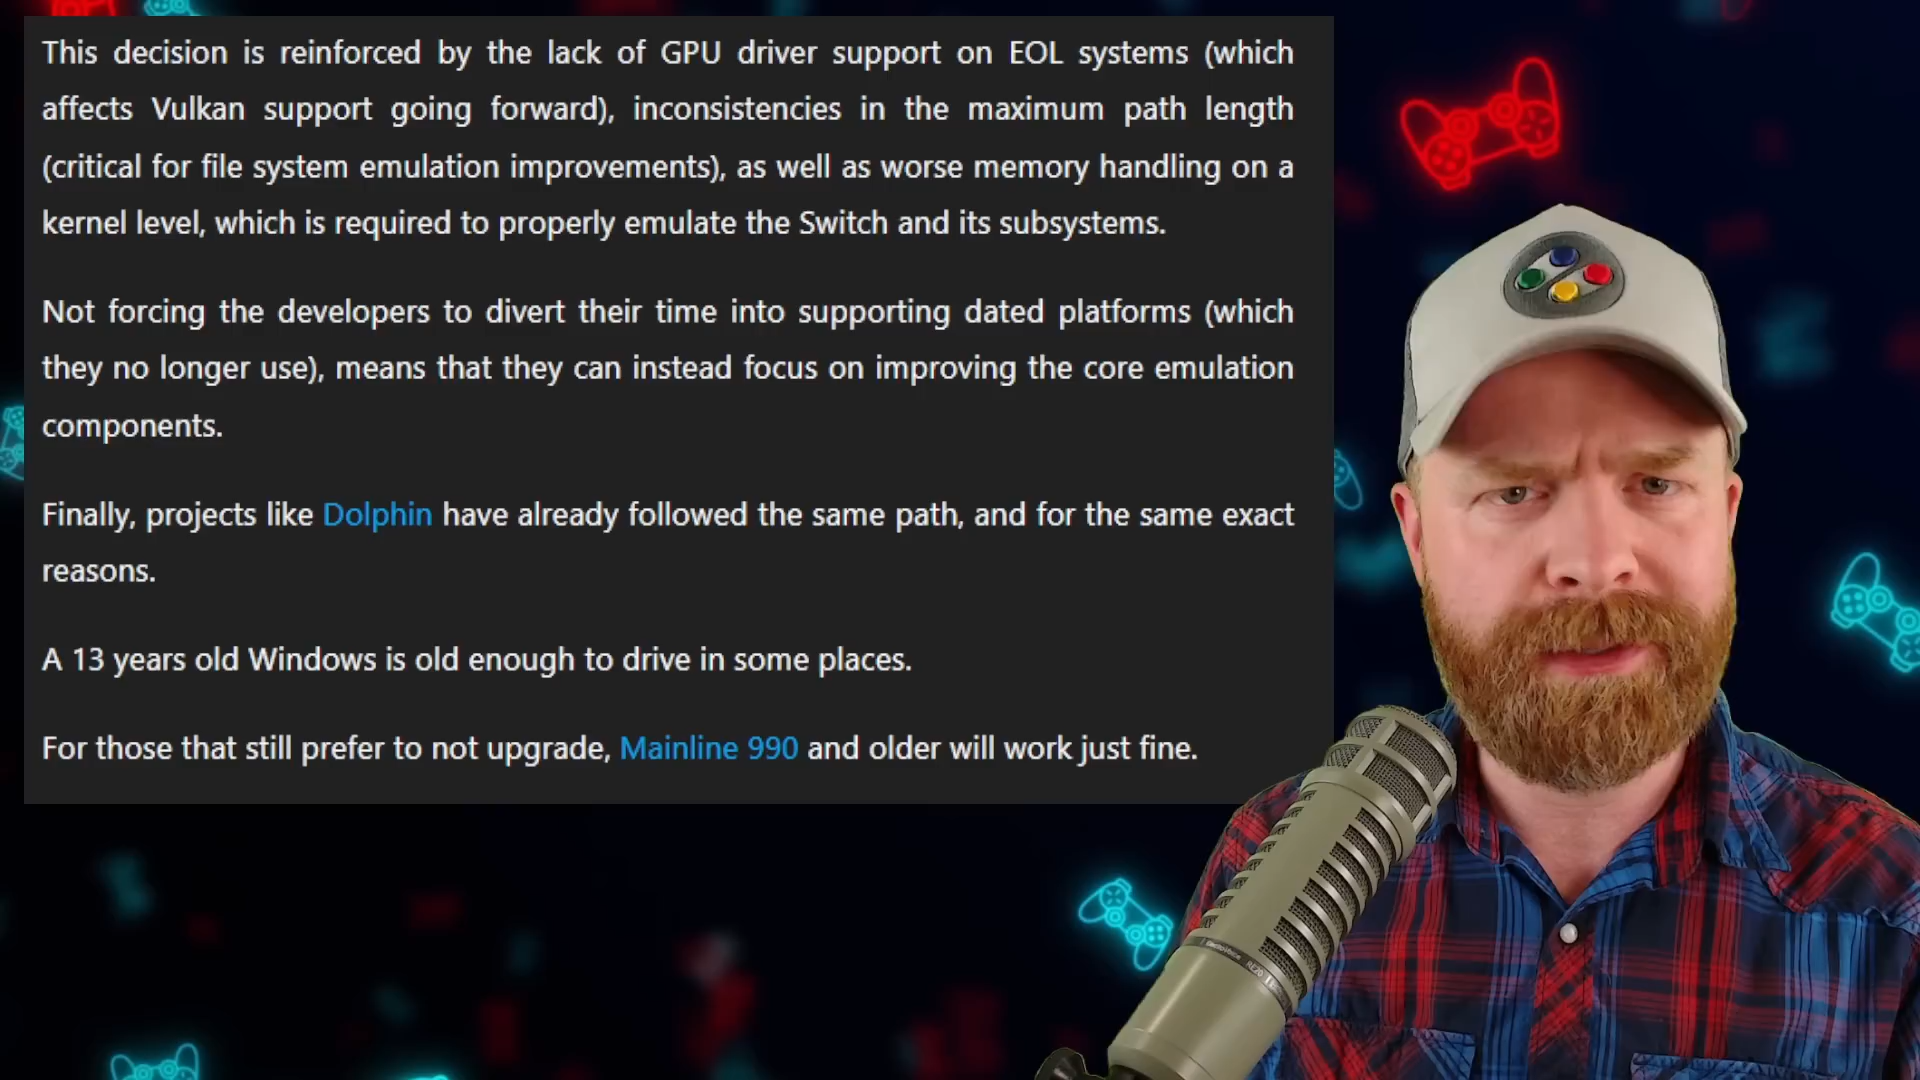 This decision is reinforced by the lack of GPU driver support on EOL systems (which
affects Vulkan support going forward), inconsistencies in the maximum path length
(critical for file system emulation improvements), as well as worse memory handling on a
kernel level, which is required to properly emulate the Switch and its subsystems.
Not forcing the developers to divert their time into supporting dated platforms (which
they no longer use), means that they can instead focus on improving the core emulation
components.
Finally, projects like Dolphin have already followed the same path, and for the same exact
reasons.
A 13 years old Windows is old enough to drive in some places.
For those that still prefer to not upgrade, Mainline 990 and older will work just fine.
Electro-Voice RE20